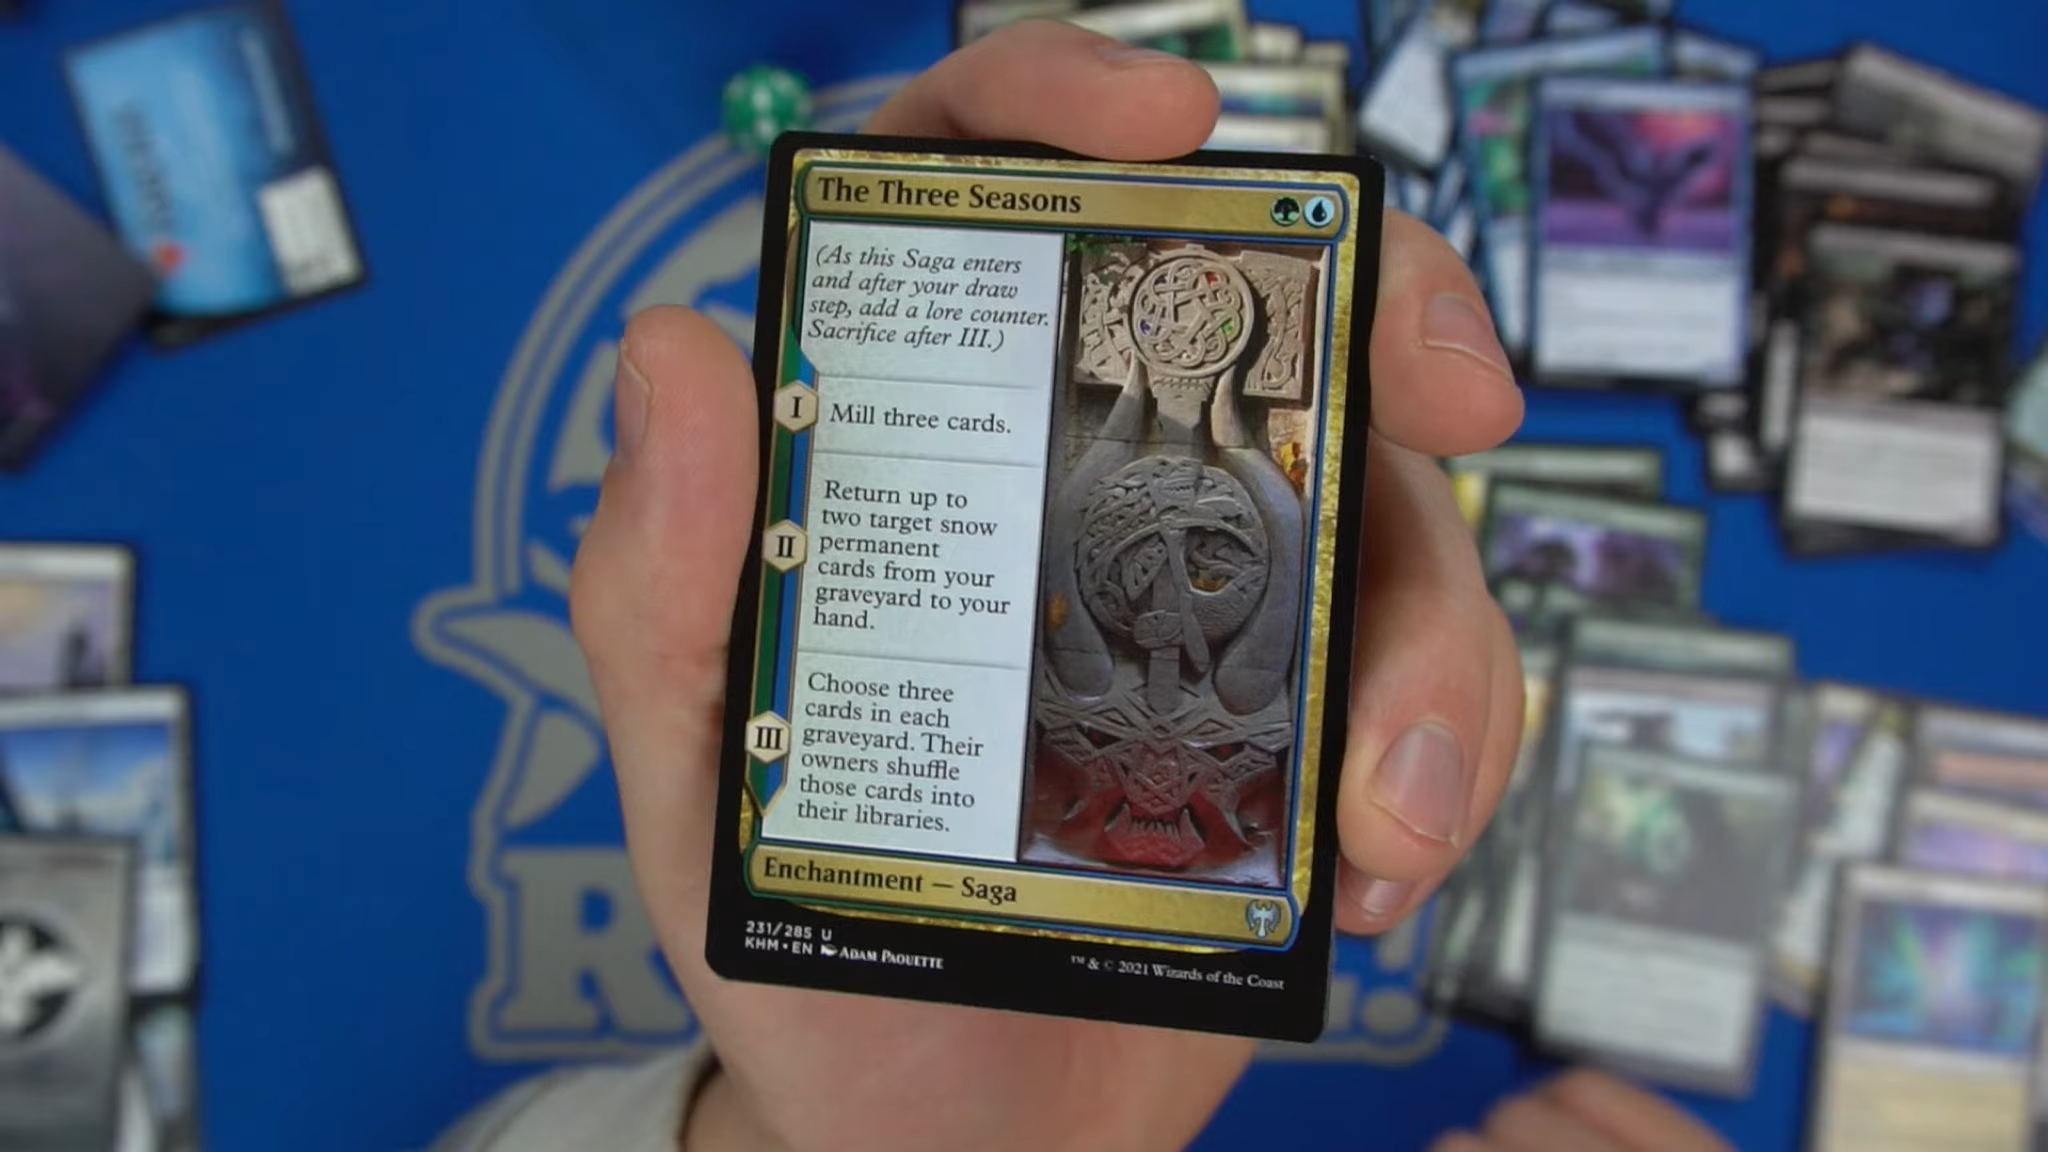 The Three Seasons
(As this Saga enters
and after your draw
step, add a lore counter.
Sacrifice after III.)
I
Mill three cards.
II
Return up to
two target snow
permanent
cards from your
graveyard to your
hand.
III
Choose three
cards in each
graveyard. Their
owners shuffle
those cards into
their libraries.
Enchantment — Saga
231/285 U
KHM • EN ADAM PAQUETTE
™ & © 2021 Wizards of the Coast